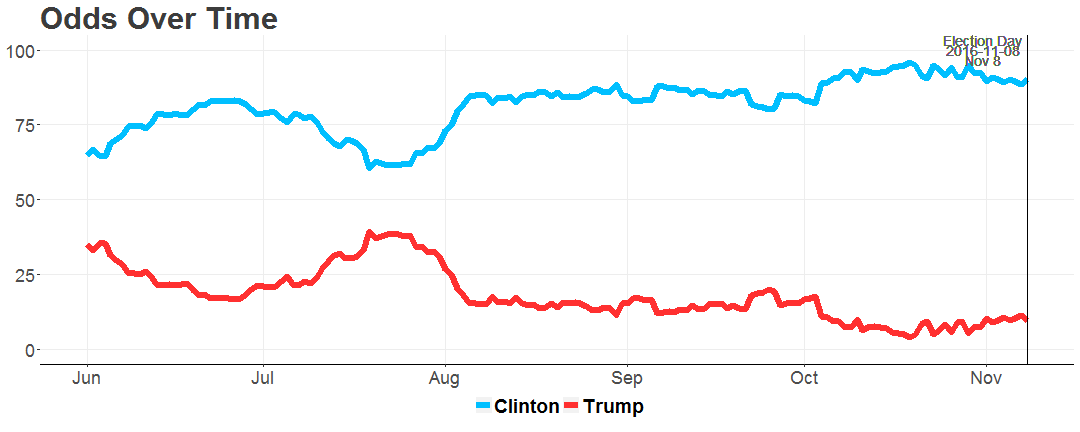 Odds Over Time
Election Day
2016-11-08
Nov 8
100
75
50
25
0
Jun Jul Aug Sep Oct Nov
Clinton Trump